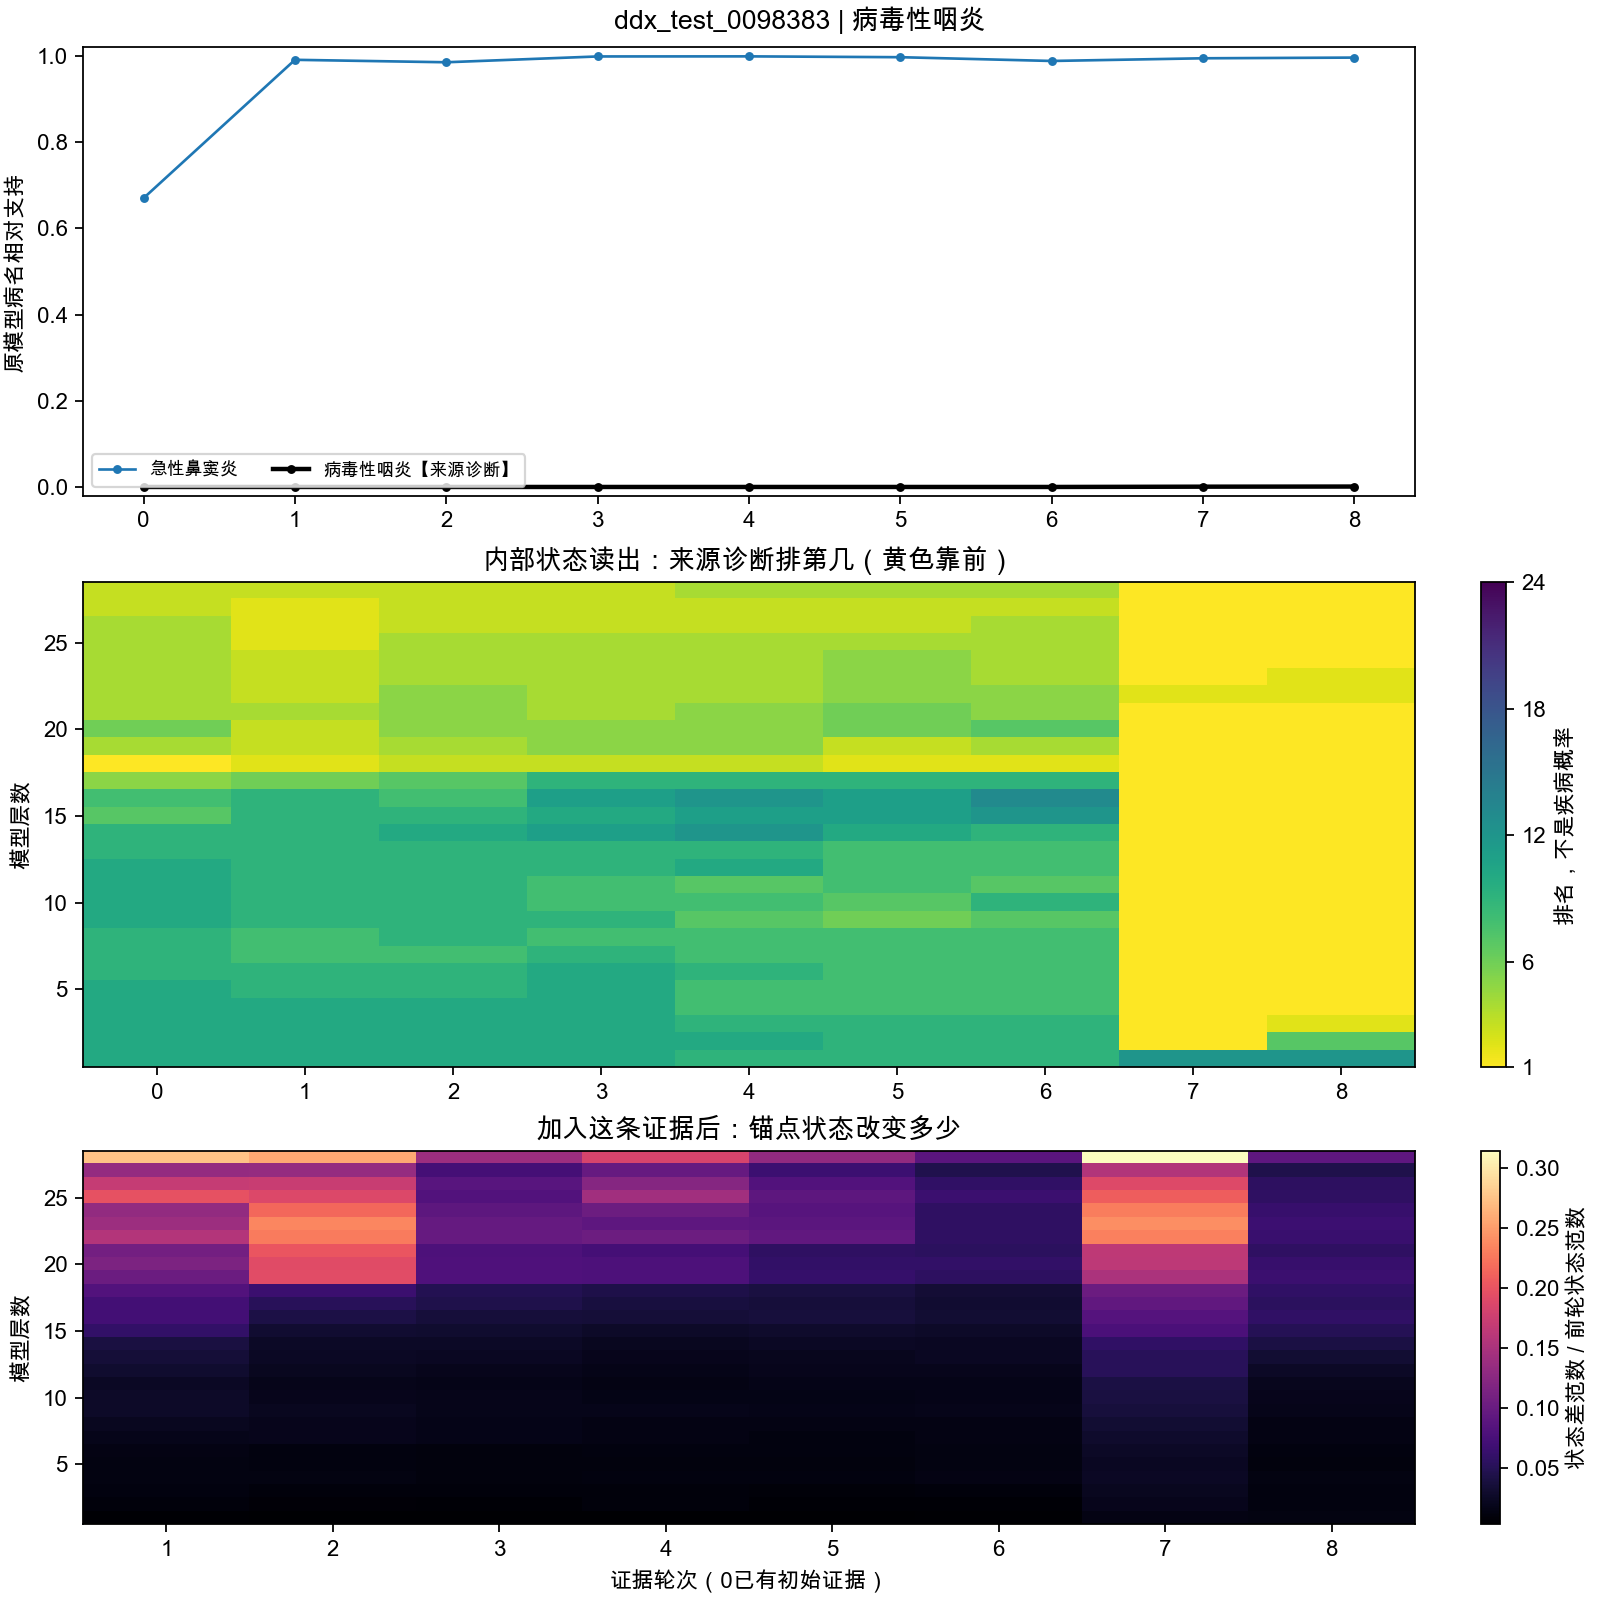 ddx_test_0098383 | 病毒性咽炎
原模型病名相对支持
1.0
0.8
0.6
0.4
0.2
0.0
急性鼻窦炎
病毒性咽炎【来源诊断】
0 1 2 3 4 5 6 7 8
内部状态读出：来源诊断排第几（黄色靠前）
模型层数
25
20
15
10
5
0 1 2 3 4 5 6 7 8
24
18
12
6
1
排名，不是疾病概率
加入这条证据后：锚点状态改变多少
模型层数
25
20
15
10
5
1 2 3 4 5 6 7 8
证据轮次（0已有初始证据）
0.30
0.25
0.20
0.15
0.10
0.05
状态差范数 / 前轮状态范数